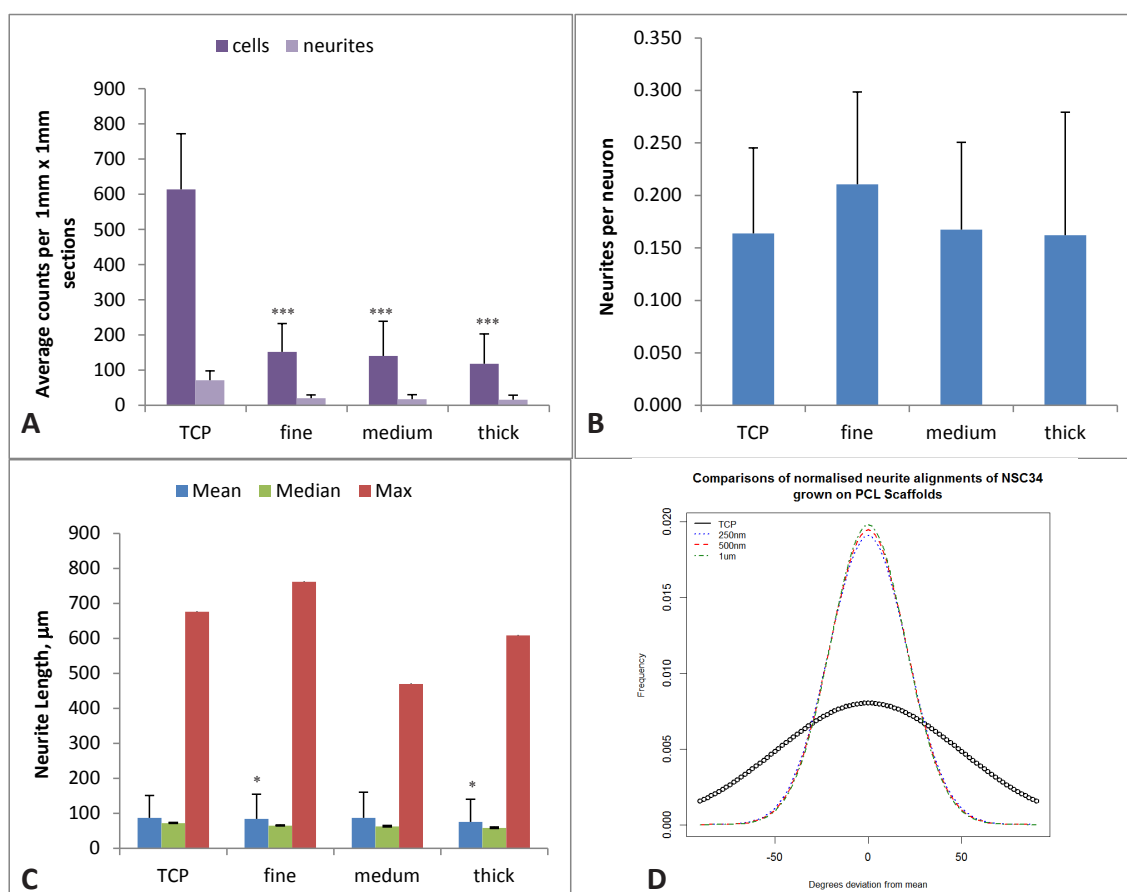 cells neurites
Average counts per 1mm x 1mm
sections
900
800
700
600
500
400
300
200
100
0
*** *** ***
TCP fine medium thick
A
Neurites per neuron
0.350
0.300
0.250
0.200
0.150
0.100
0.050
0.000
TCP fine medium thick
B
Mean Median Max
Neurite Length, µm
900
800
700
600
500
400
300
200
100
0
* *
TCP fine medum thick
C
Comparisons of normalised neurite alignments of NSC34
grown on PCL Scaffolds
TCP
250nm
500nm
1um
Frequency
0.020
0.015
0.010
0.005
0.000
-50 0 50
Degrees deviation from mean
D